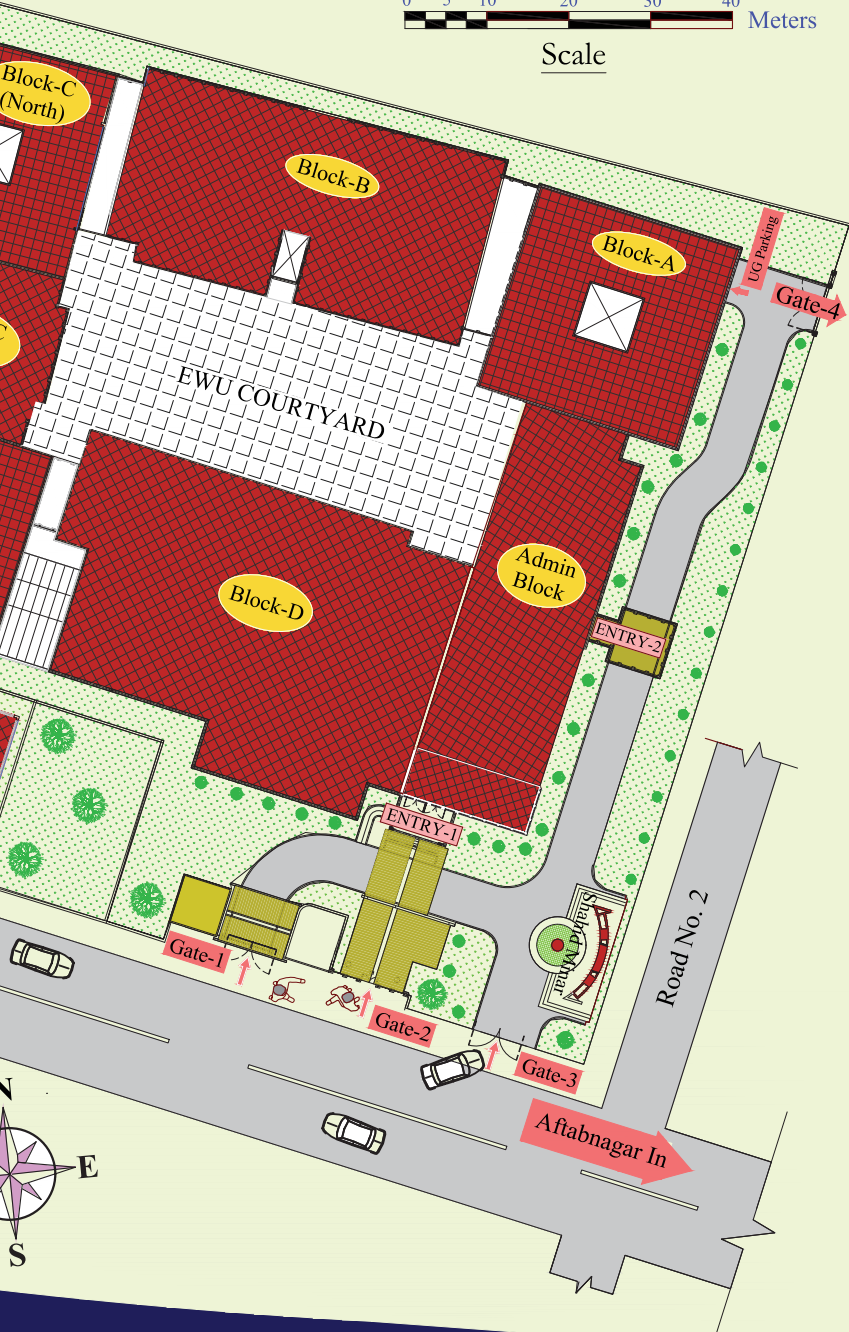 0 5 10 20 30 40
Meters
Scale
Block-C
(North)
Block-B
Block-A
UG Parking
Gate-4
C
EWU COURTYARD
Admin
Block
Block-D
ENTRY-2
ENTRY-1
Shahid Minar
Road No. 2
Gate-1
Gate-2
Gate-3
Aftabnagar In
N
E
S